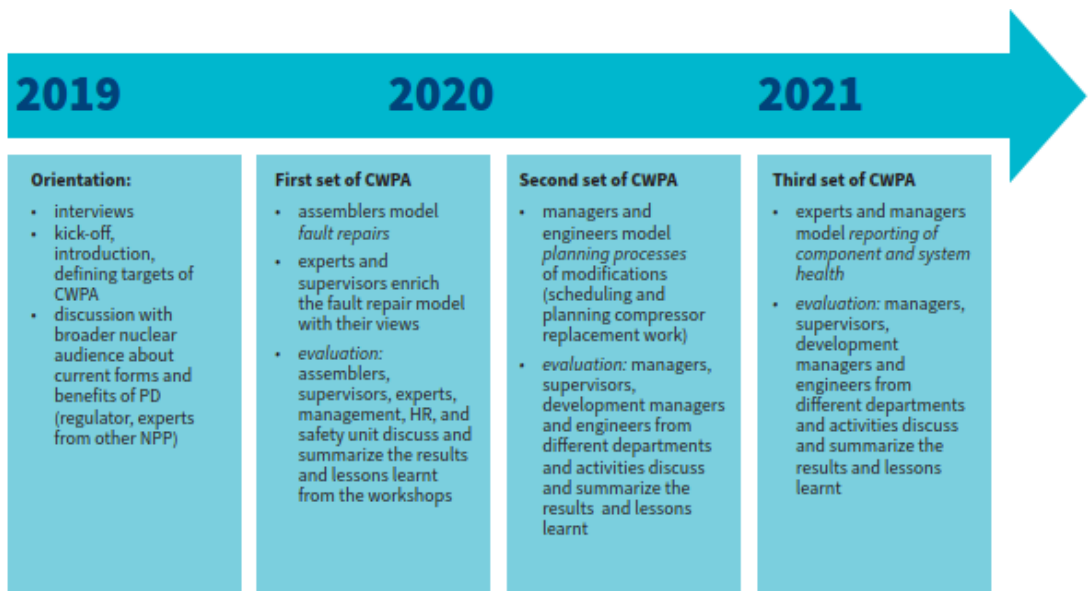 2019
2020
2021
Orientation:
• interviews
• kick-off,
introduction,
defining targets of
CWPA
• discussion with
broader nuclear
audience about
current forms and
benefits of PD
(regulator, experts
from other NPP)
First set of CWPA
• assemblers model
fault repairs
• experts and
supervisors enrich
the fault repair model
with their views
• evaluation:
assemblers,
supervisors, experts,
management, HR, and
safety unit discuss and
summarize the results
and lessons learnt
from the workshops
Second set of CWPA
• managers and
engineers model
planning processes
of modifications
(scheduling and
planning compressor
replacement work)
• evaluation: managers,
supervisors,
development managers
and engineers from
different departments
and activities discuss
and summarize the
results and lessons
learnt
Third set of CWPA
• experts and managers
model reporting of
component and system
health
• evaluation: managers,
supervisors,
development
managers and
engineers from
different departments
and activities discuss
and summarize the
results and lessons
learnt